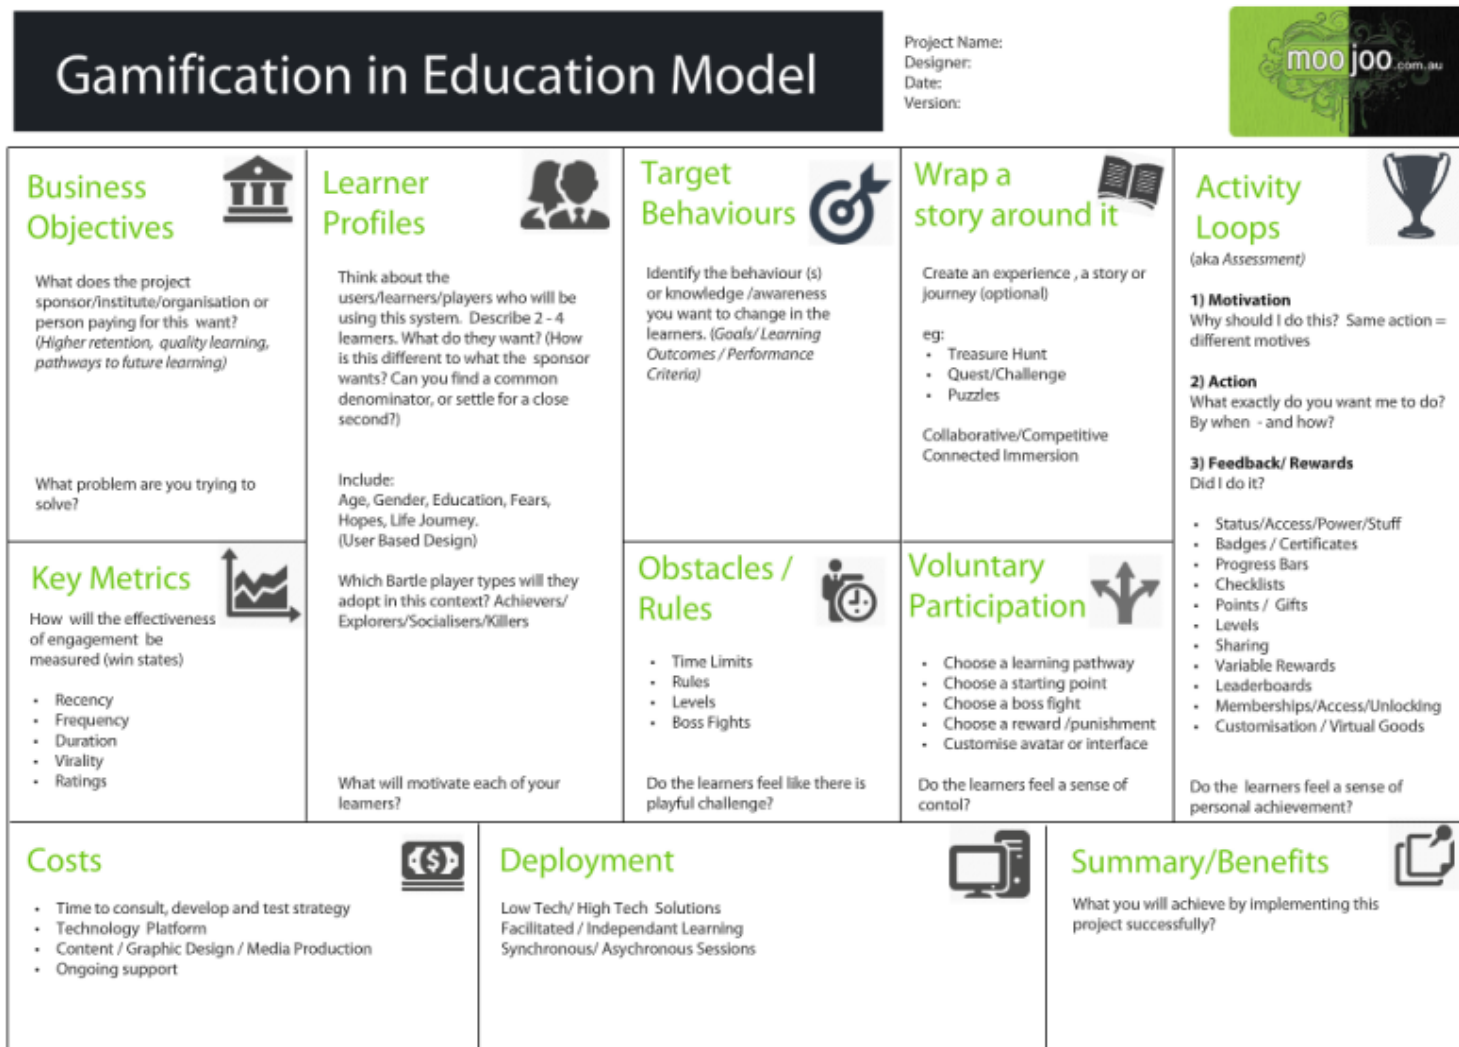 Gamification in Education Model
Project Name:
Designer:
Date:
Version:
moojoo.com.au
Business
Objectives
What does the project
sponsor/institute/organisation or
person paying for this want?
(Higher retention, quality learning,
pathways to future learning)
What problem are you trying to
solve?
Key Metrics
How will the effectiveness
of engagement be
measured (win states)
• Recency
• Frequency
• Duration
• Virality
• Ratings
Learner
Profiles
Think about the
users/learners/players who will be
using this system. Describe 2 - 4
learners. What do they want? (How
is this different to what the sponsor
wants? Can you find a common
denominator, or settle for a close
second?)
Include:
Age, Gender, Education, Fears,
Hopes, Life Journey.
(User Based Design)
Which Bartle player types will they
adopt in this context? Achievers/
Explorers/Socialisers/Killers
What will motivate each of your
learners?
Target
Behaviours
Identify the behaviour (s)
or knowledge /awareness
you want to change in the
learners. (Goals/ Learning
Outcomes / Performance
Criteria)
Obstacles /
Rules
• Time Limits
• Rules
• Levels
• Boss Fights
Do the learners feel like there is
playful challenge?
Wrap a
story around it
Create an experience , a story or
journey (optional)
eg:
• Treasure Hunt
• Quest/Challenge
• Puzzles
Collaborative/Competitive
Connected Immersion
Voluntary
Participation
• Choose a learning pathway
• Choose a starting point
• Choose a boss fight
• Choose a reward /punishment
• Customise avatar or interface
Do the learners feel a sense of
contol?
Activity
Loops
(aka Assessment)
1) Motivation
Why should I do this? Same action =
different motives
2) Action
What exactly do you want me to do?
By when - and how?
3) Feedback/ Rewards
Did I do it?
• Status/Access/Power/Stuff
• Badges / Certificates
• Progress Bars
• Checklists
• Points / Gifts
• Levels
• Sharing
• Variable Rewards
• Leaderboards
• Memberships/Access/Unlocking
• Customisation / Virtual Goods
Do the learners feel a sense of
personal achievement?
Costs
• Time to consult, develop and test strategy
• Technology Platform
• Content / Graphic Design / Media Production
• Ongoing support
Deployment
Low Tech/ High Tech Solutions
Facilitated / Independant Learning
Synchronous/ Asychronous Sessions
Summary/Benefits
What you will achieve by implementing this
project successfully?